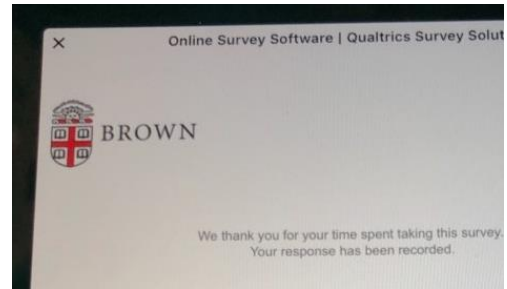 × Online Survey Software | Qualtrics Survey Solut
BROWN
We thank you for your time spent taking this survey.
Your response has been recorded.